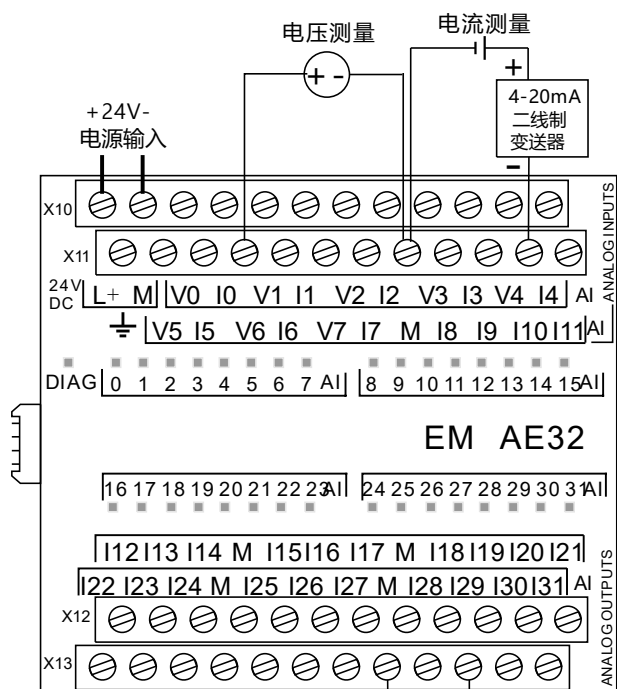 电压测量
电流测量
+ -
+
+24V-
电源输入
4-20mA
二线制
变送器
-
X10
X11
ANALOG INPUTS
24V
DC
L+ M V0 I0 V1 I1 V2 I2 V3 I3 V4 I4 AI
V5 I5 V6 I6 V7 I7 M I8 I9 I10 I11 AI
DIAG 0 1 2 3 4 5 6 7 AI 8 9 10 11 12 13 14 15 AI
EM AE32
16 17 18 19 20 21 22 23 AI 24 25 26 27 28 29 30 31 AI
I12 I13 I14 M I15 I16 I17 M I18 I19 I20 I21
I22 I23 I24 M I25 I26 I27 M I28 I29 I30 I31 AI
X12
X13
ANALOG OUTPUTS